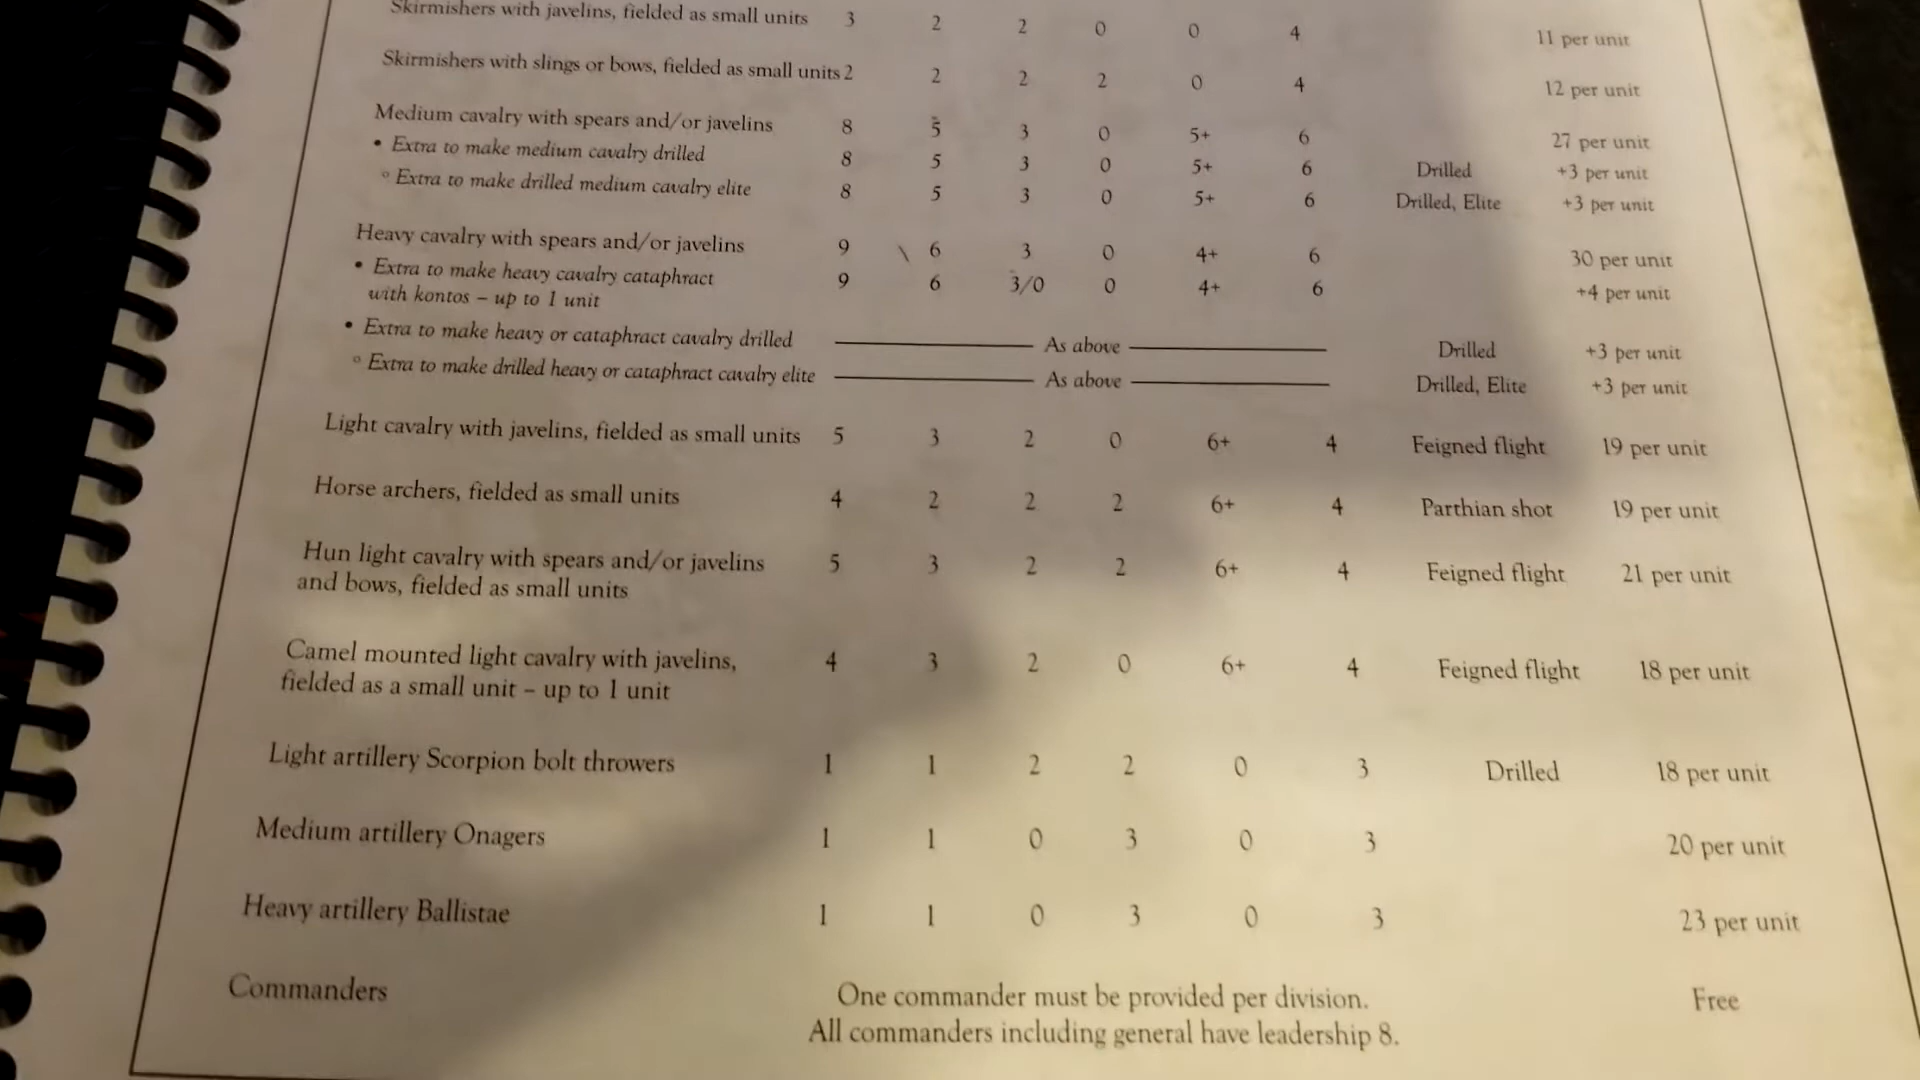 Skirmishers with javelins, fielded as small units 3 2 2 0 0 4 11 per unit
Skirmishers with slings or bows, fielded as small units 2 2 2 2 0 4 12 per unit
Medium cavalry with spears and/or javelins 8 5 3 0 5+ 6 27 per unit
• Extra to make medium cavalry drilled 8 5 3 0 5+ 6 Drilled +3 per unit
° Extra to make drilled medium cavalry elite 8 5 3 0 5+ 6 Drilled, Elite +3 per unit
Heavy cavalry with spears and/or javelins 9 6 3 0 4+ 6 30 per unit
• Extra to make heavy cavalry cataphract 9 6 3/0 0 4+ 6 +4 per unit
with kontos – up to 1 unit
• Extra to make heavy or cataphract cavalry drilled As above Drilled +3 per unit
° Extra to make drilled heavy or cataphract cavalry elite As above Drilled, Elite +3 per unit
Light cavalry with javelins, fielded as small units 5 3 2 0 6+ 4 Feigned flight 19 per unit
Horse archers, fielded as small units 4 2 2 2 6+ 4 Parthian shot 19 per unit
Hun light cavalry with spears and/or javelins 5 3 2 2 6+ 4 Feigned flight 21 per unit
and bows, fielded as small units
Camel mounted light cavalry with javelins, 4 3 2 0 6+ 4 Feigned flight 18 per unit
fielded as a small unit – up to 1 unit
Light artillery Scorpion bolt throwers 1 1 2 2 0 3 Drilled 18 per unit
Medium artillery Onagers 1 1 0 3 0 3 20 per unit
Heavy artillery Ballistae 1 1 0 3 0 3 23 per unit
Commanders One commander must be provided per division. Free
All commanders including general have leadership 8.